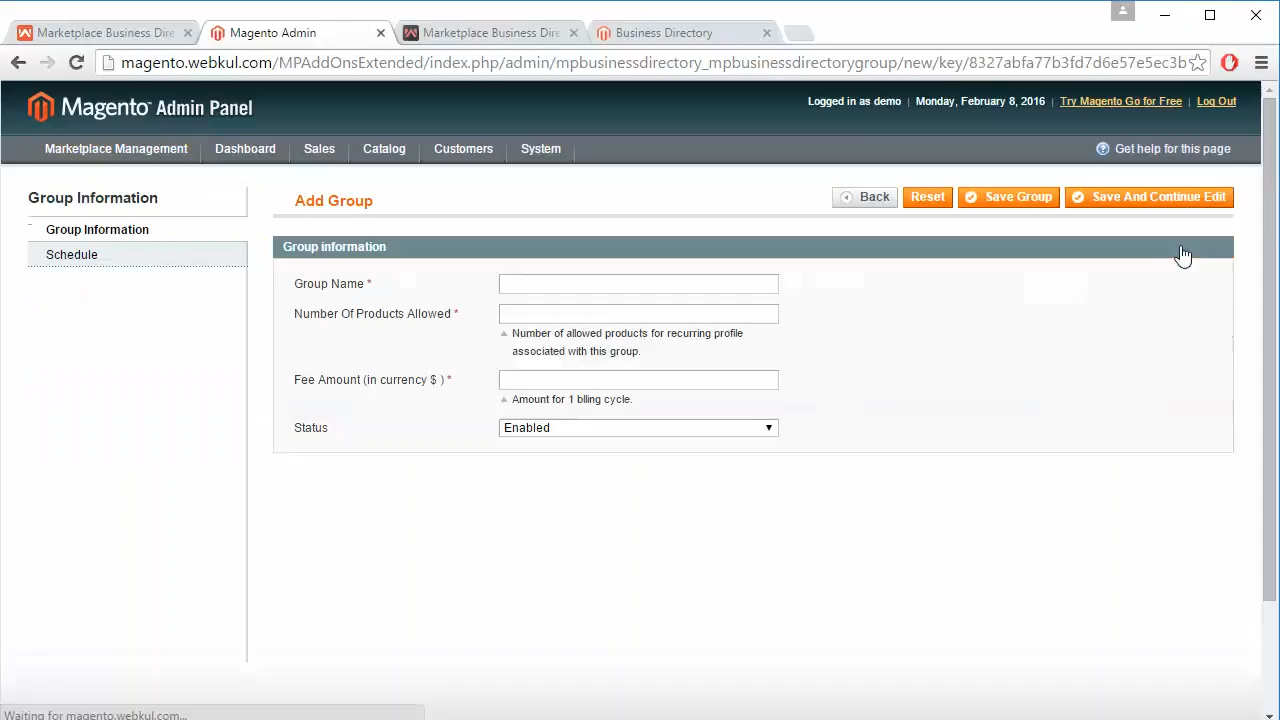 Marketplace Business Dire
Magento Admin
Marketplace Business Dire
Business Directory
magento.webkul.com/MPAddOnsExtended/index.php/admin/mpbusinessdirectory_mpbusinessdirectorygroup/new/key/8327abfa77b3fd7d6e57e5ec3b
Magento Admin Panel
Logged in as demo | Monday, February 8, 2016 | Try Magento Go for Free | Log Out
Marketplace Management Dashboard Sales Catalog Customers System
Get help for this page
Group Information
Group Information
Schedule
Add Group
Back Reset Save Group Save And Continue Edit
Group information
Group Name *
Number Of Products Allowed *
Number of allowed products for recurring profile
associated with this group.
Fee Amount (in currency $ ) *
Amount for 1 biling cycle.
Status Enabled
Waiting for magento.webkul.com...